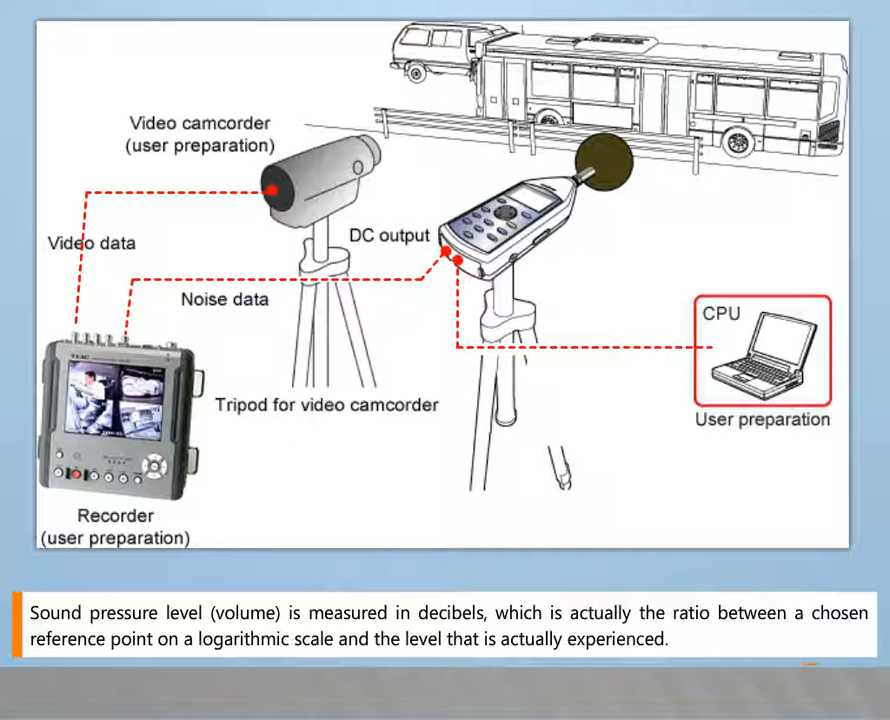 Video camcorder
(user preparation)
Video data
DC output
Noise data
CPU
TEAC
Tripod for video camcorder
User preparation
Recorder
(user preparation)
Sound pressure level (volume) is measured in decibels, which is actually the ratio between a chosen
reference point on a logarithmic scale and the level that is actually experienced.